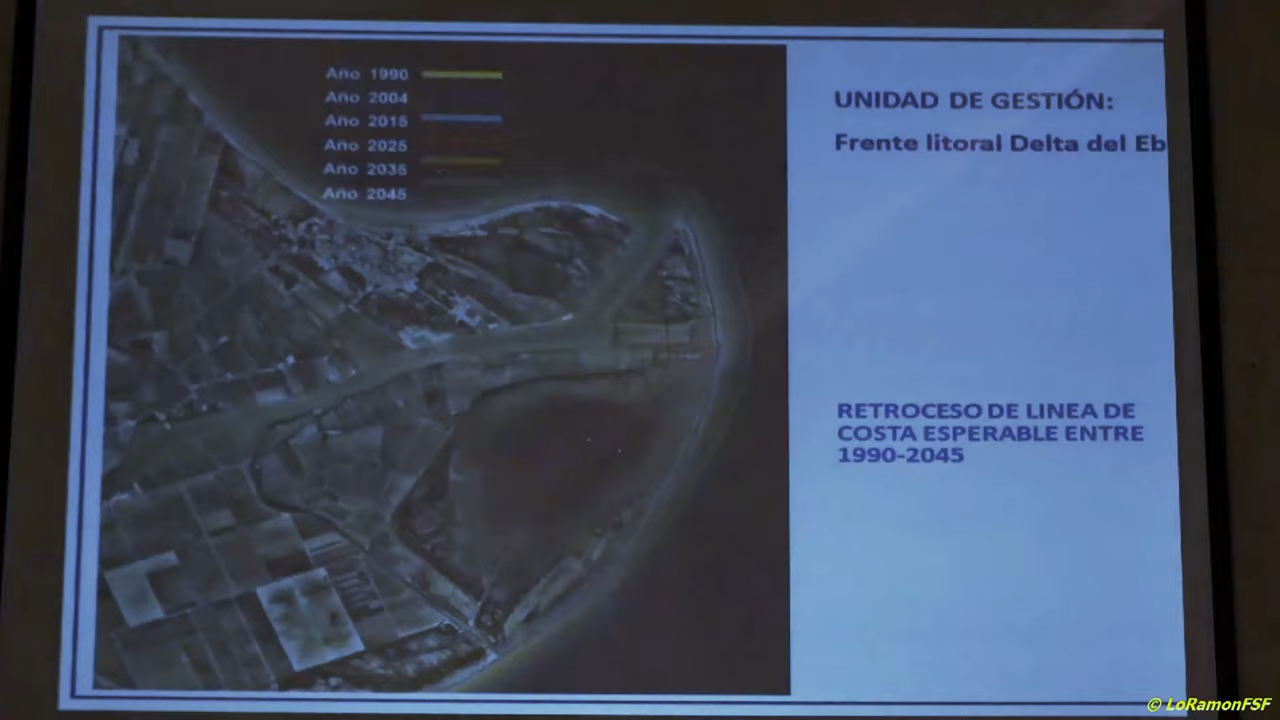 Año 1990
Año 2004
Año 2015
Año 2025
Año 2035
Año 2045
UNIDAD DE GESTIÓN:
Frente litoral Delta del Eb
RETROCESO DE LINEA DE
COSTA ESPERABLE ENTRE
1990-2045
© LoRamonFSF